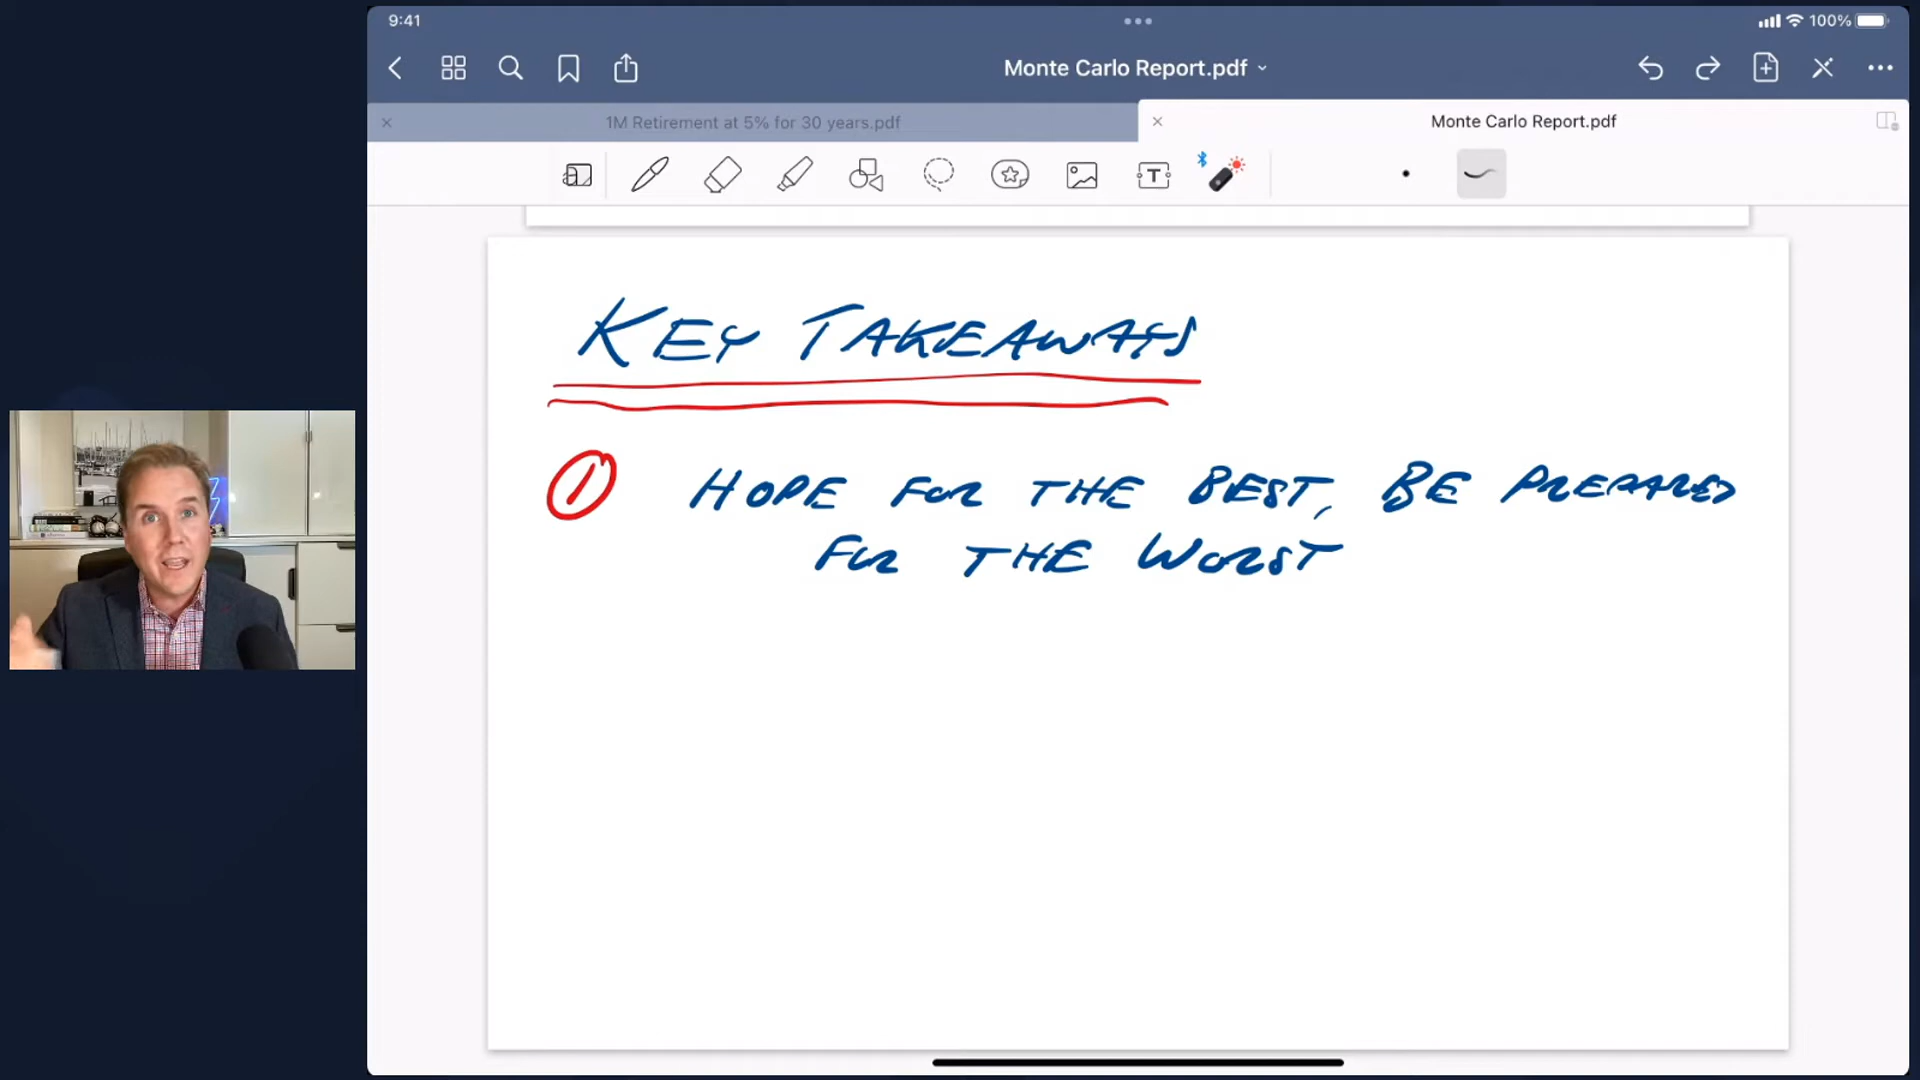 9:41
100%
Monte Carlo Report.pdf
1M Retirement at 5% for 30 years.pdf
Monte Carlo Report.pdf
KEY TAKEAWAYS
1 HOPE FOR THE BEST, BE PREPARED
FOR THE WORST